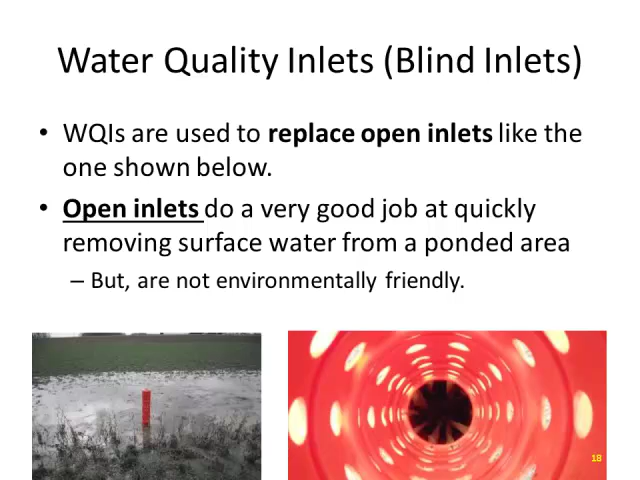 Water Quality Inlets (Blind Inlets)
• WQIs are used to replace open inlets like the
one shown below.
• Open inlets do a very good job at quickly
removing surface water from a ponded area
– But, are not environmentally friendly.
18